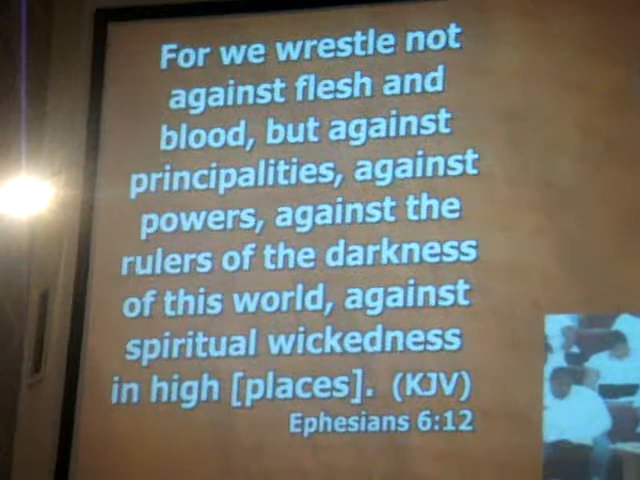 For we wrestle not
against flesh and
blood, but against
principalities, against
powers, against the
rulers of the darkness
of this world, against
spiritual wickedness
in high [places]. (KJV)
Ephesians 6:12